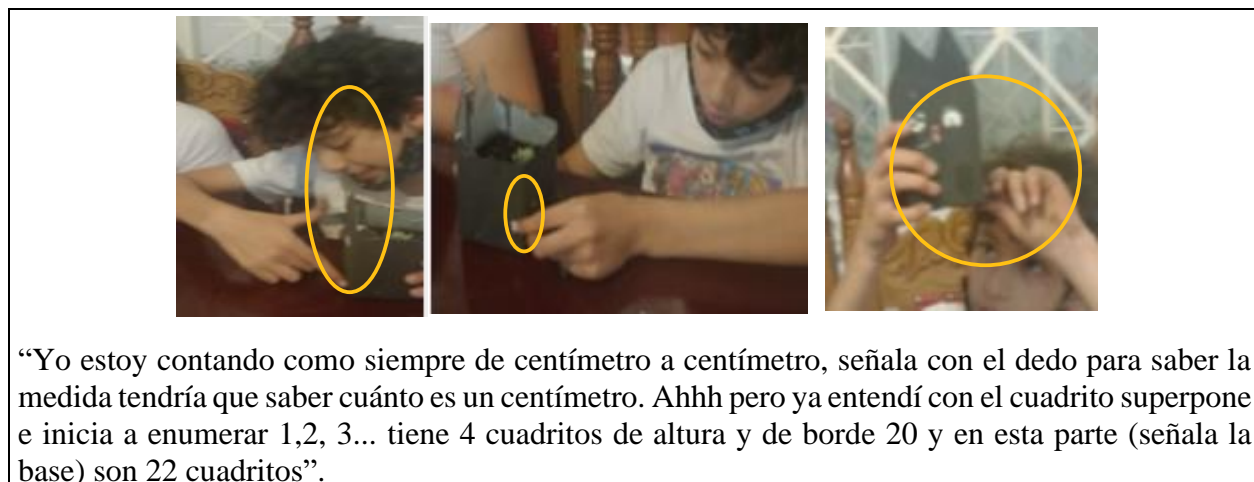 “Yo estoy contando como siempre de centímetro a centímetro, señala con el dedo para saber la
medida tendría que saber cuánto es un centímetro. Ahhh pero ya entendí con el cuadrito superpone
e inicia a enumerar 1,2, 3... tiene 4 cuadritos de altura y de borde 20 y en esta parte (señala la
base) son 22 cuadritos”.